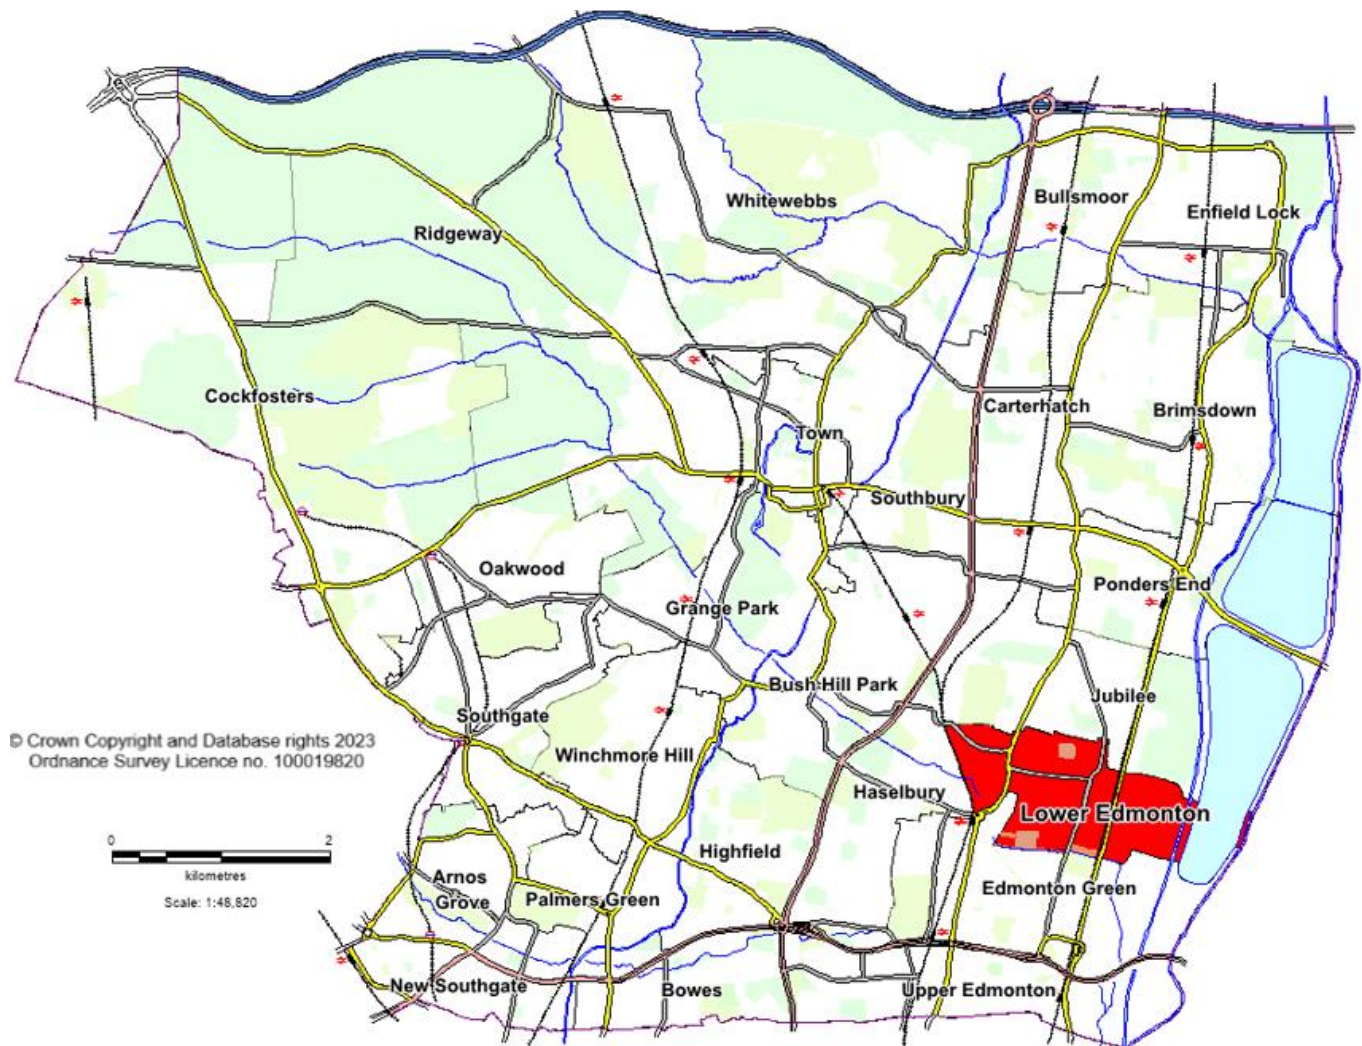 Whitewebbs
Bullsmoor
Enfield Lock
Ridgeway
Cockfosters
Carterhatch
Brimsdown
Town
Southbury
Oakwood
Grange Park
Ponders End
Bush Hill Park
Jubilee
Southgate
© Crown Copyright and Database rights 2023
Ordnance Survey Licence no. 100019820
Winchmore Hill
Haselbury
Lower Edmonton
0 2
kilometres
Scale: 1:48,820
Highfield
Arnos
Grove
Palmers Green
Edmonton Green
New Southgate
Bowes
Upper Edmonton